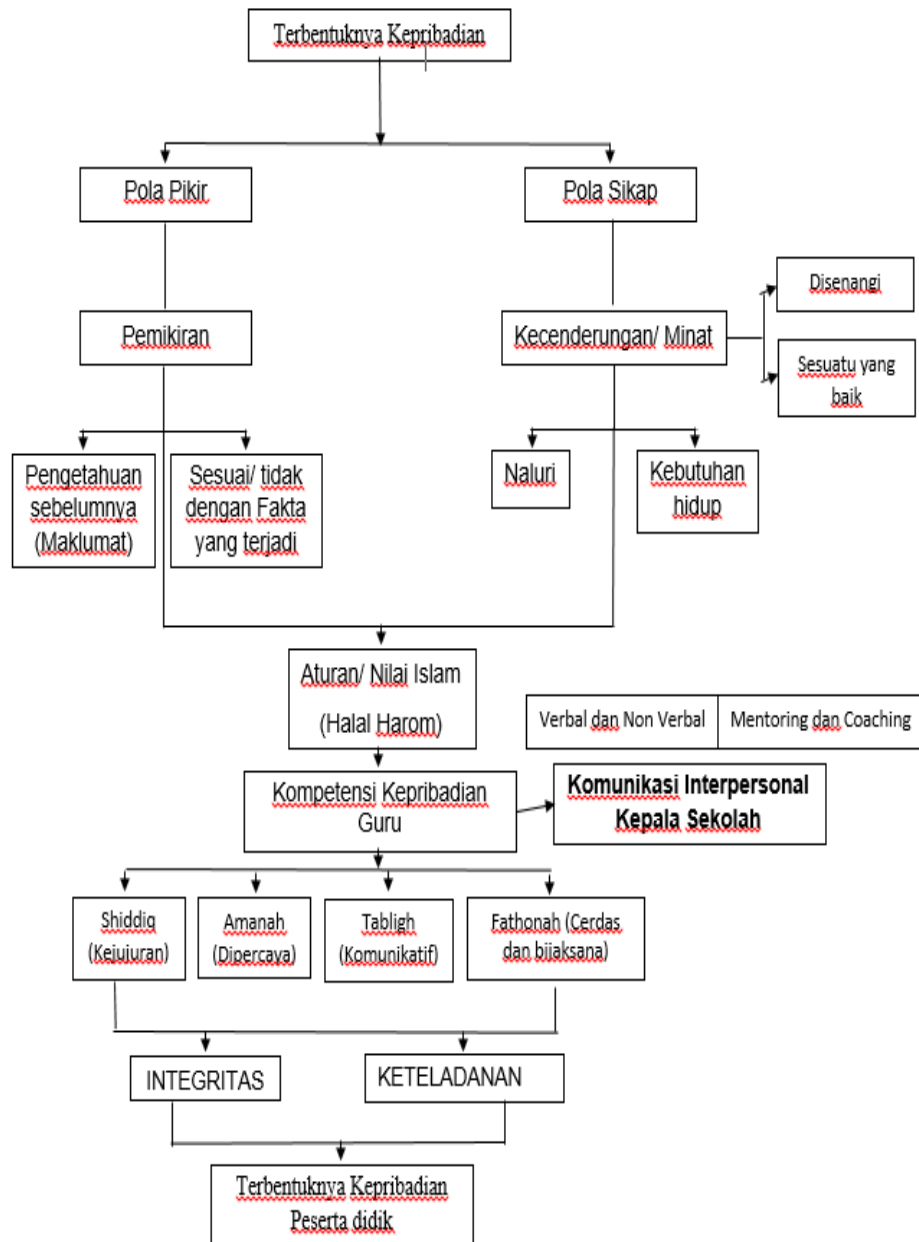 Terbentuknya Kepribadian
Pola Pikir
Pola Sikap
Disenangi
Pemikiran
Kecenderungan/ Minat
Sesuatu yang
baik
Pengetahuan
sebelumnya
(Maklumat)
Sesuai/ tidak
dengan Fakta
yang terjadi
Naluri
Kebutuhan
hidup
Aturan/ Nilai Islam
(Halal Harom)
Verbal dan Non Verbal
Mentoring dan Coaching
Kompetensi Kepribadian
Guru
Komunikasi Interpersonal
Kepala Sekolah
Shiddiq
(Kejujuran)
Amanah
(Dipercaya)
Tabligh
(Komunikatif)
Fathonah (Cerdas
dan bijaksana)
INTEGRITAS
KETELADANAN
Terbentuknya Kepribadian
Peserta didik